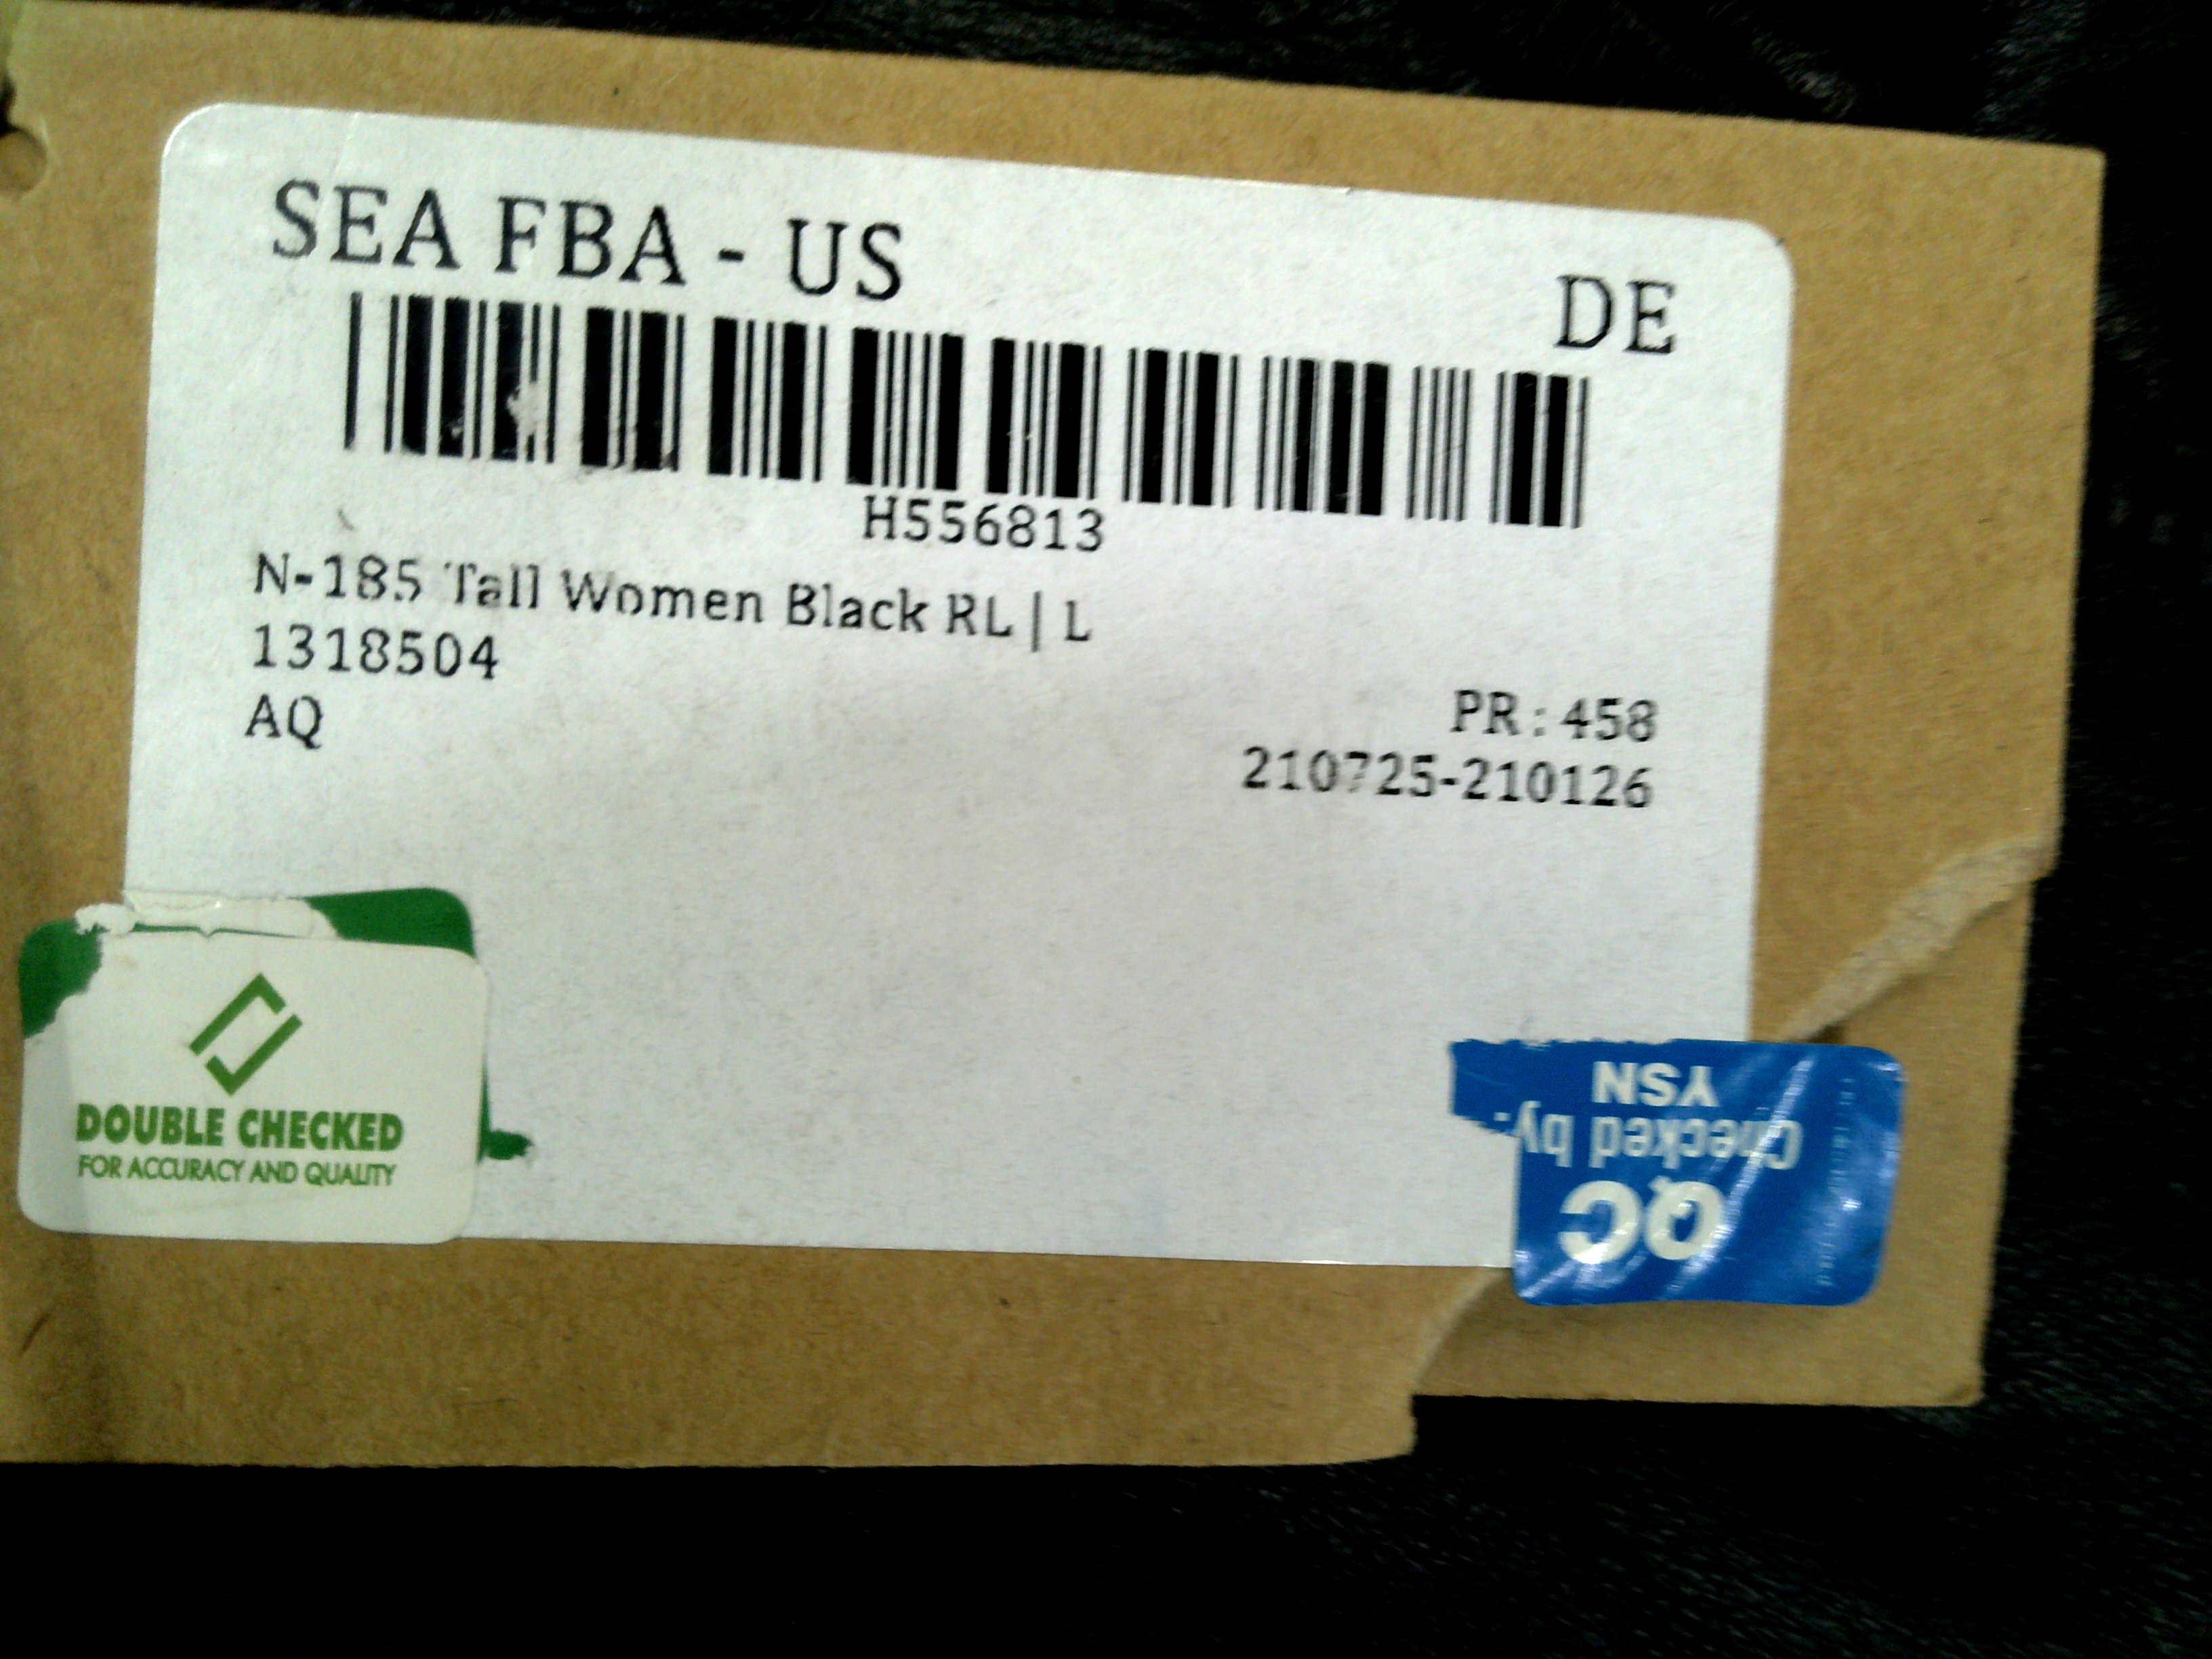 SEA FBA - US
DE
H556813
N-185 Tall Women Black RL | L
1318504
AQ
PR:458
210725-210126
DOUBLE CHECKED
FOR ACCURACY AND QUALITY
QC
Checked by:
YSN